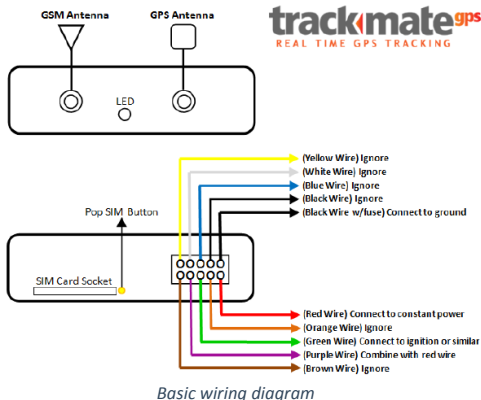 GSM Antenna
GPS Antenna
trackmategps
REAL TIME GPS TRACKING
LED
(Yellow Wire) Ignore
(White Wire) Ignore
(Blue Wire) Ignore
(Black Wire) Ignore
(Black Wire w/fuse) Connect to ground
Pop SIM Button
SIM Card Socket
(Red Wire) Connect to constant power
(Orange Wire) Ignore
(Green Wire) Connect to ignition or similar
(Purple Wire) Combine with red wire
(Brown Wire) Ignore
Basic wiring diagram